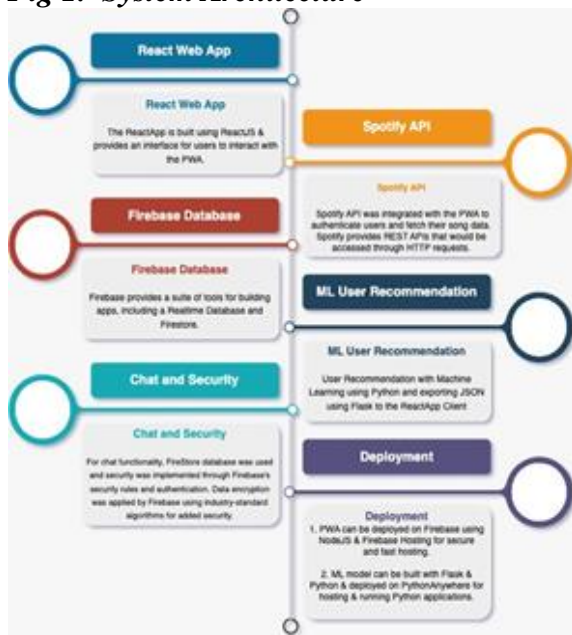 Fig 1: System Architecture
React Web App
React Web App
The ReactApp is built using ReactJS &
provides an interface for users to interact with
the PWA.
Spotify API
Spotify API
Spotify API was integrated with the PWA to
authenticate users and fetch their song data.
Spotify provides REST APIs that would be
accessed through HTTP requests.
Firebase Database
Firebase Database
Firebase provides a suite of tools for building
apps, including a Realtime Database and
Firestore.
ML User Recommendation
ML User Recommendation
User Recommendation with Machine
Learning using Python and exporting JSON
using Flask to the ReactApp Client
Chat and Security
Chat and Security
For chat functionality, FireStore database was used
and security was implemented through Firebase's
security rules and authentication. Data encryption
was applied by Firebase using industry-standard
algorithms for added security.
Deployment
Deployment
1. PWA can be deployed on Firebase using
NodeJS & Firebase Hosting for secure
and fast hosting.
2. ML model can be built with Flask &
Python & deployed on PythonAnywhere for
hosting & running Python applications.